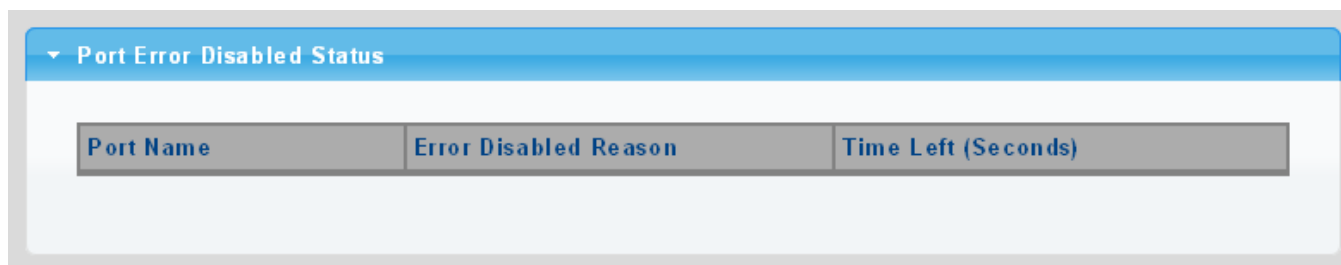 Port Error Disabled Status
Port Name Error Disabled Reason Time Left (Seconds)